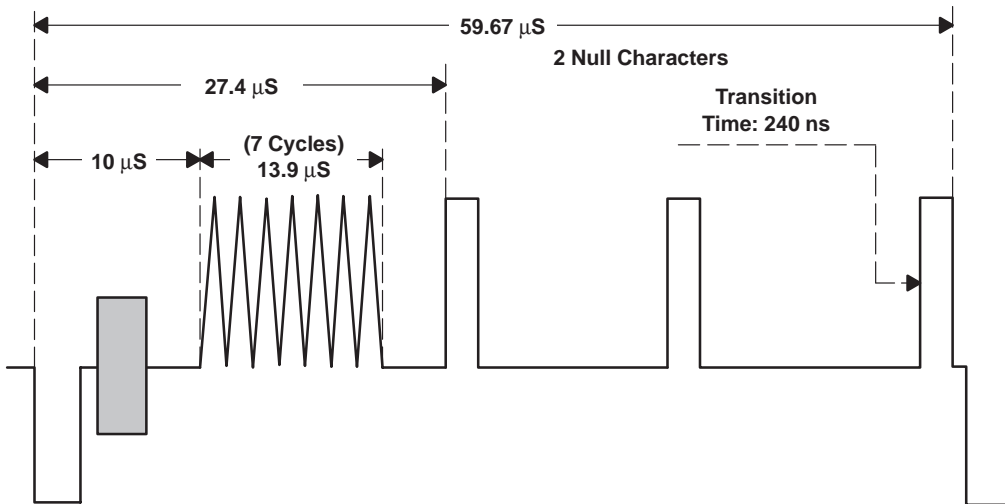 59.67 μS
2 Null Characters
27.4 μS
Transition
Time: 240 ns
(7 Cycles)
10 μS
13.9 μS